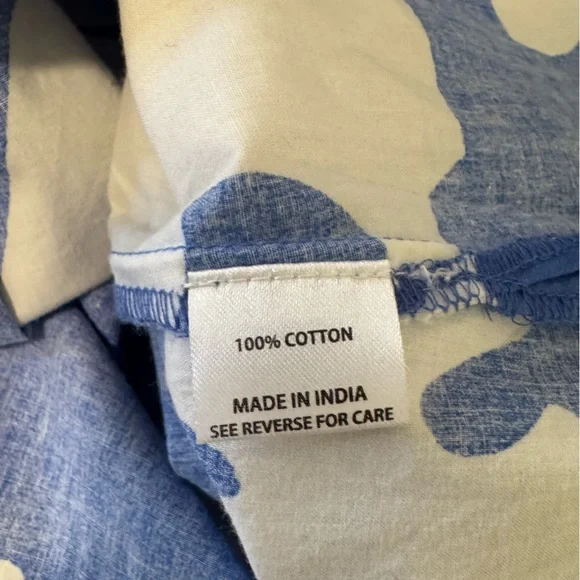 100% COTTON
MADE IN INDIA
SEE REVERSE FOR CARE